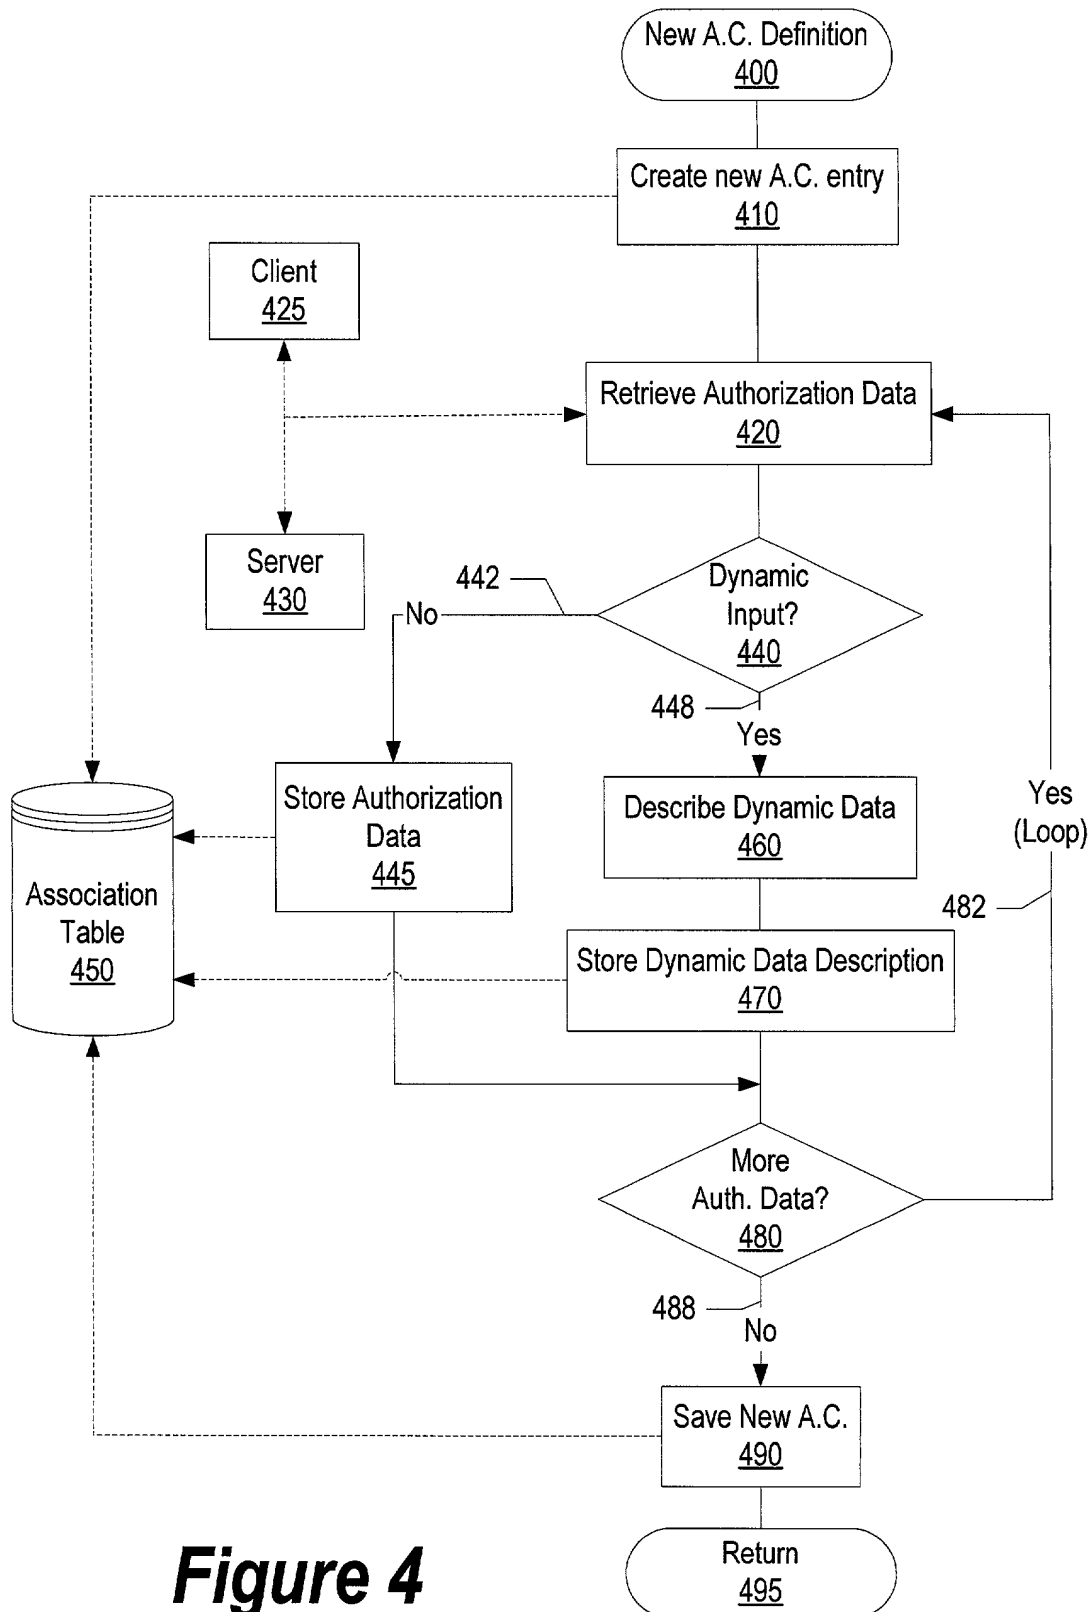 New A.C. Definition
400
Create new A.C. entry
410
Client
425
Retrieve Authorization Data
420
Server
430
442
No
Dynamic
Input?
440
448
Yes
Store Authorization
Data
445
Describe Dynamic Data
460
Yes
(Loop)
482
Association
Table
450
Store Dynamic Data Description
470
More
Auth. Data?
480
488
No
Save New A.C.
490
Return
495
Figure 4